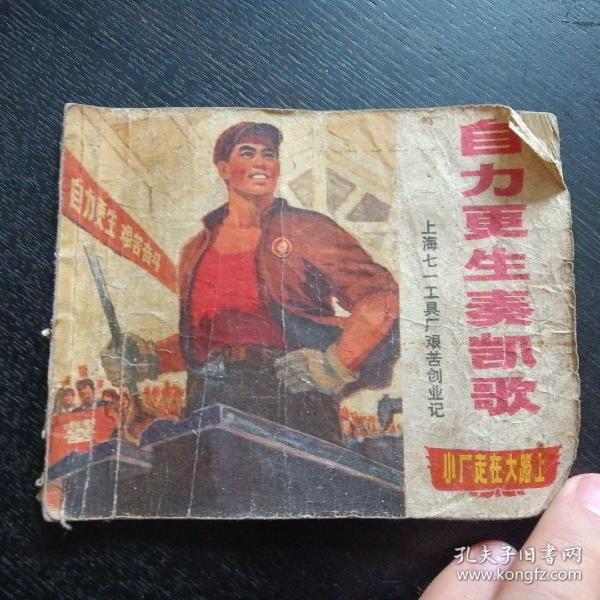 自力更生奏凯歌
上海七一工具厂艰苦创业记
小厂走在大路上
自力更生 艰苦奋斗
孔夫子旧书网
www.kongfz.com